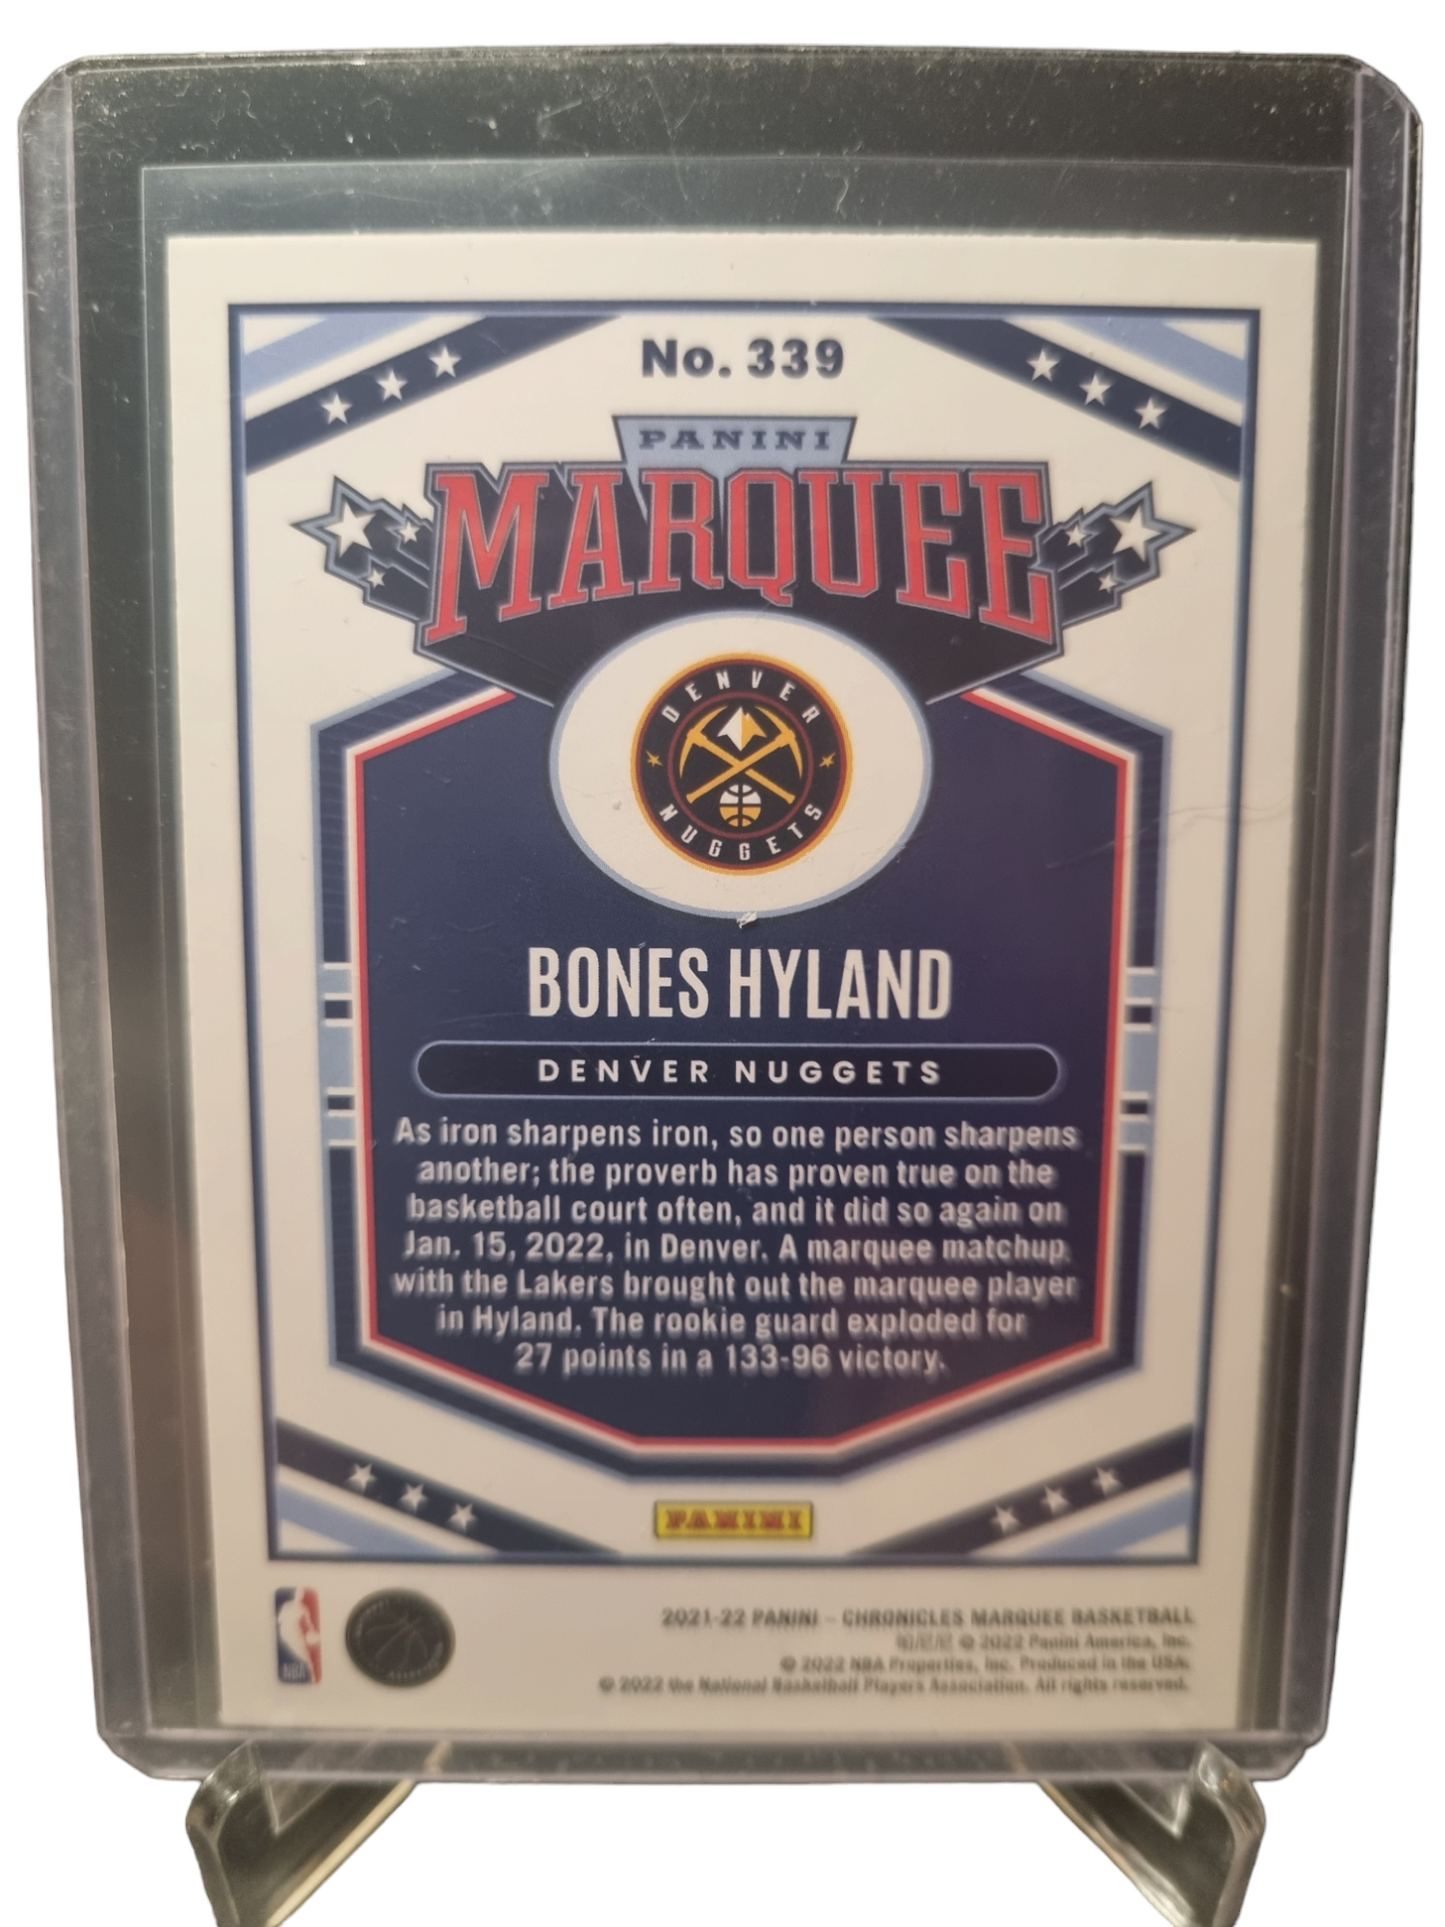 No. 339
PANINI
MARQUEE
DENVER
NUGGETS
BONES HYLAND
DENVER NUGGETS
As iron sharpens iron, so one person sharpens
another; the proverb has proven true on the
basketball court often, and it did so again on
Jan. 15, 2022, in Denver. A marquee matchup
with the Lakers brought out the marquee player
in Hyland. The rookie guard exploded for
27 points in a 133-96 victory.
PANINI
NBA
2021-22 PANINI – CHRONICLES MARQUEE BASKETBALL
© 2022 Panini America, Inc.
© 2022 NBA Properties, Inc. Produced in the USA.
© 2022 the National Basketball Players Association. All rights reserved.